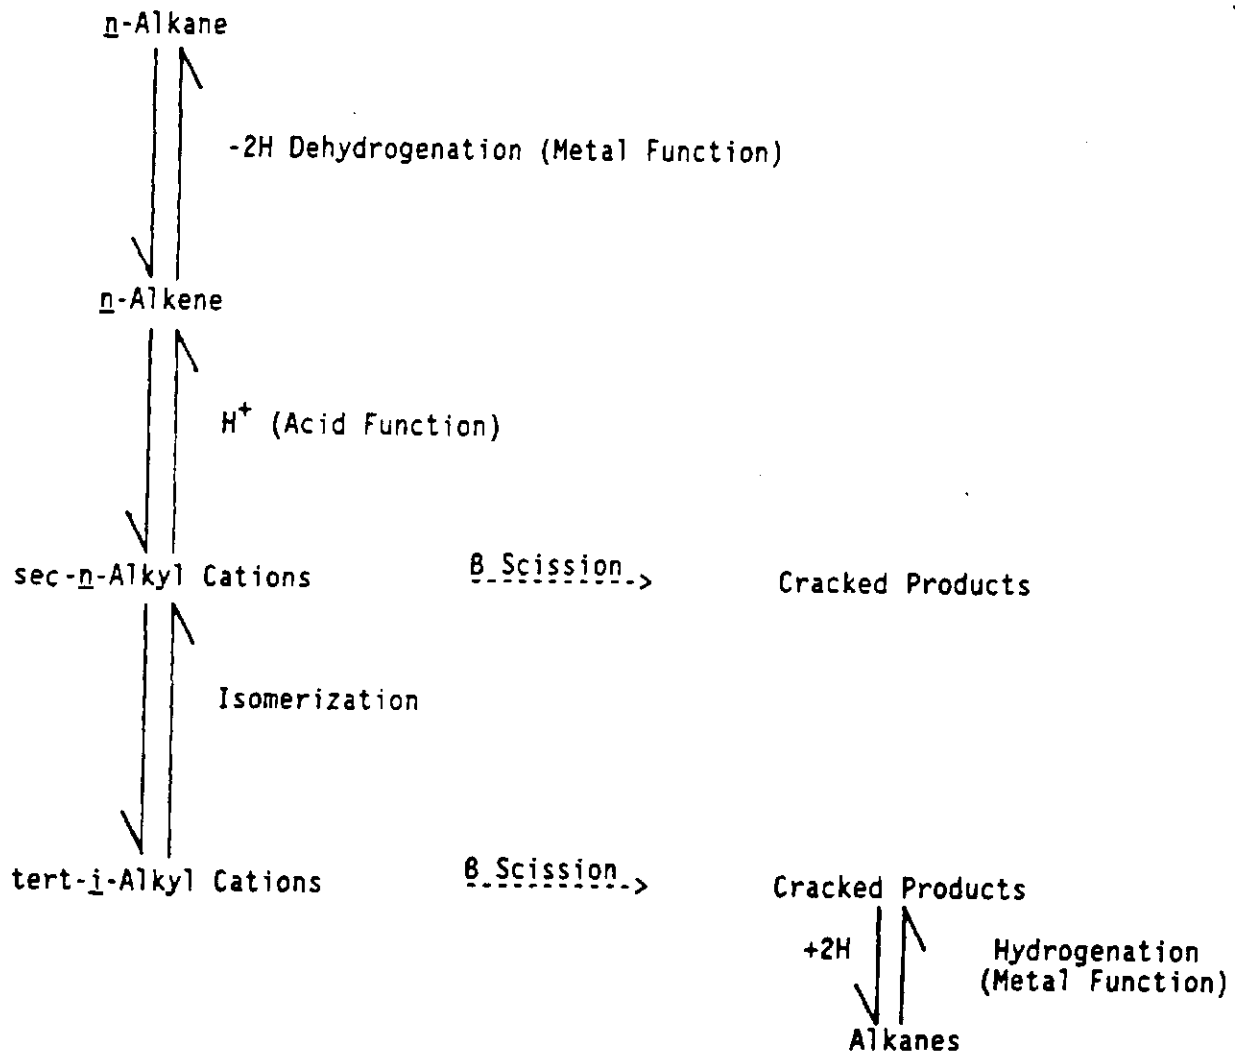 n-Alkane
-2H Dehydrogenation (Metal Function)
n-Alkene
H+ (Acid Function)
sec-n-Alkyl Cations
β Scission
Cracked Products
Isomerization
tert-i-Alkyl Cations
β Scission
Cracked Products
+2H
Hydrogenation
(Metal Function)
Alkanes